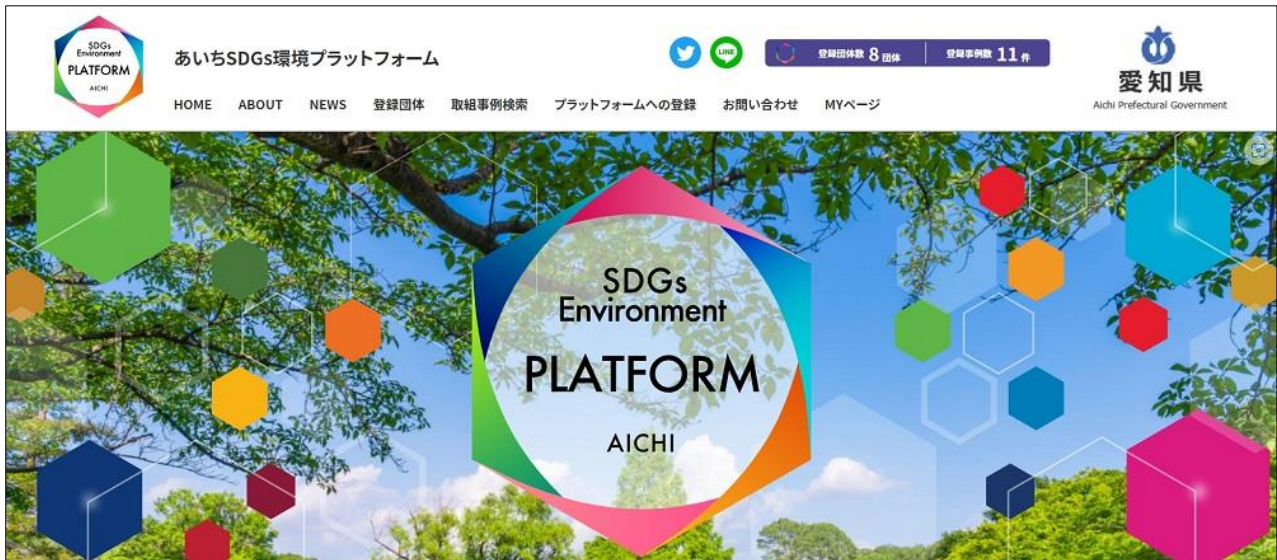 SDGs
Environment
PLATFORM
AICHI
あいちSDGs環境プラットフォーム
LINE
登録団体数 8 団体
登録事例数 11 件
愛知県
Aichi Prefectural Government
HOME ABOUT NEWS 登録団体 取組事例検索 プラットフォームへの登録 お問い合わせ MYページ
SDGs
Environment
PLATFORM
AICHI